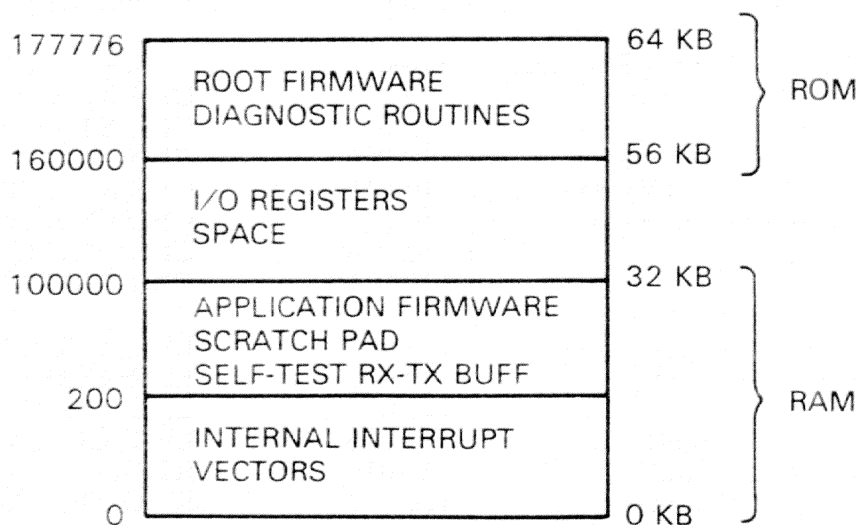 177776
64 KB
ROOT FIRMWARE
DIAGNOSTIC ROUTINES
ROM
160000
56 KB
I/O REGISTERS
SPACE
100000
32 KB
APPLICATION FIRMWARE
SCRATCH PAD
SELF-TEST RX-TX BUFF
200
RAM
INTERNAL INTERRUPT
VECTORS
0
0 KB